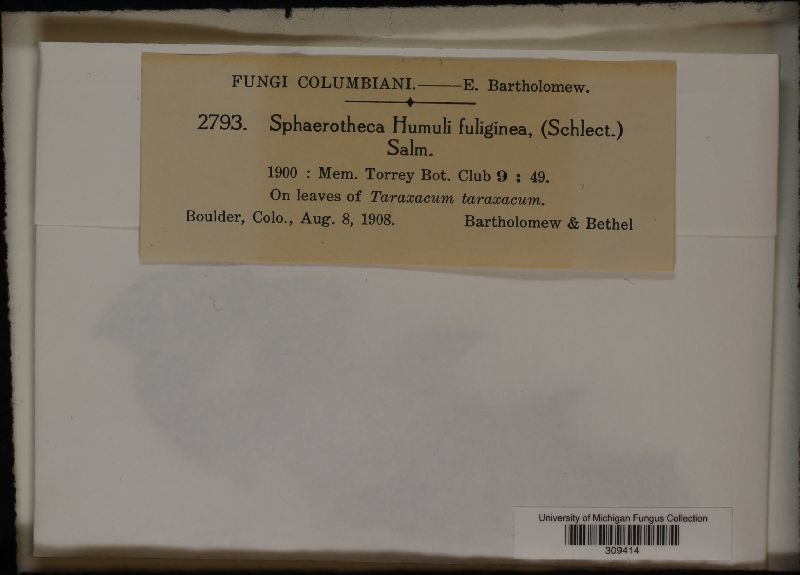 FUNGI COLUMBIANI.——E. Bartholomew.
2793. Sphaerotheca Humuli fuliginea, (Schlect.)
Salm.
1900 : Mem. Torrey Bot. Club 9 : 49.
On leaves of Taraxacum taraxacum.
Boulder, Colo., Aug. 8, 1908. Bartholomew & Bethel
University of Michigan Fungus Collection
309414